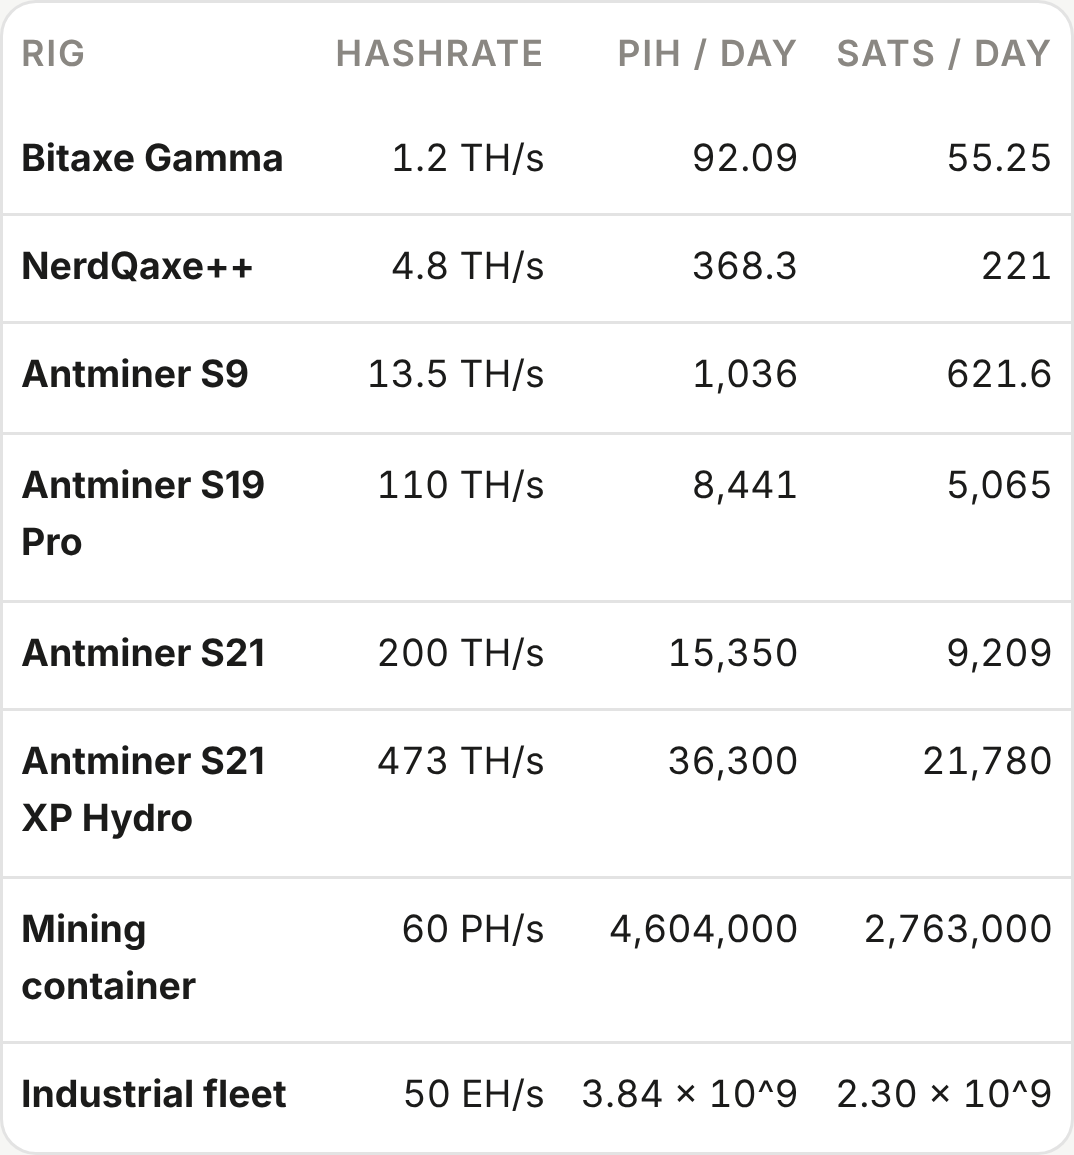 RIG HASHRATE PIH / DAY SATS / DAY
Bitaxe Gamma 1.2 TH/s 92.09 55.25
NerdQaxe++ 4.8 TH/s 368.3 221
Antminer S9 13.5 TH/s 1,036 621.6
Antminer S19 110 TH/s 8,441 5,065
Pro
Antminer S21 200 TH/s 15,350 9,209
Antminer S21 473 TH/s 36,300 21,780
XP Hydro
Mining 60 PH/s 4,604,000 2,763,000
container
Industrial fleet 50 EH/s 3.84 × 10^9 2.30 × 10^9